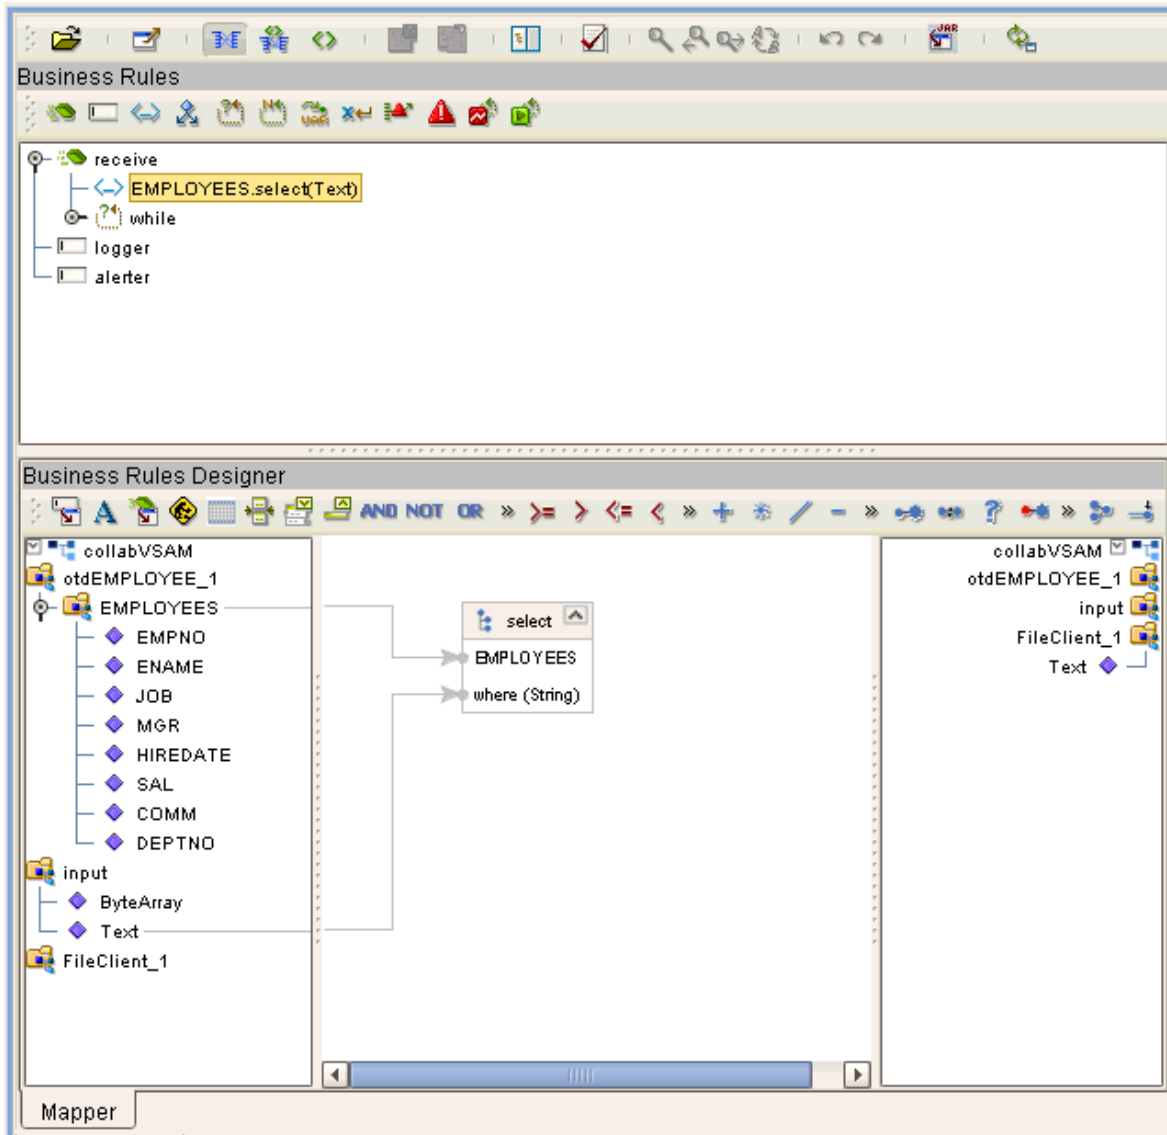 JAR
Business Rules
VAR
receive
EMPLOYEES.select(Text)
while
logger
alerter
Business Rules Designer
A AND NOT OR » >= > <= < » + * / - » ? »
collabVSAM
otdEMPLOYEE_1
EMPLOYEES
EMPNO
ENAME
JOB
MGR
HIREDATE
SAL
COMM
DEPTNO
input
ByteArray
Text
FileClient_1
select
EMPLOYEES
where (String)
collabVSAM
otdEMPLOYEE_1
input
FileClient_1
Text
Mapper